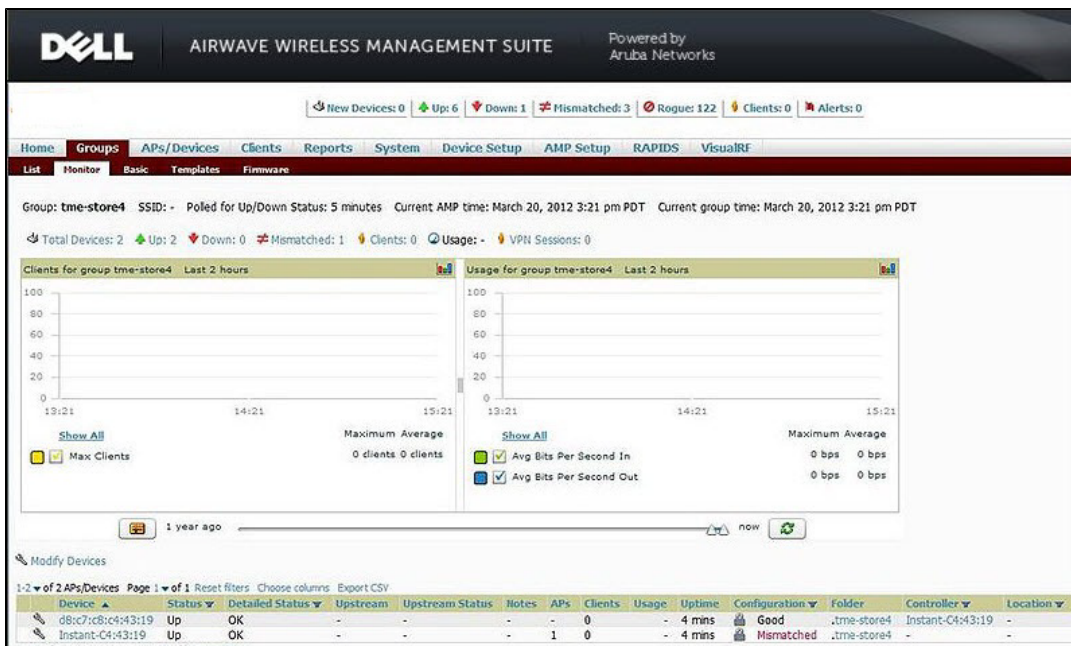 DELL AIRWAVE WIRELESS MANAGEMENT SUITE Powered by
Aruba Networks
New Devices: 0 Up: 6 Down: 1 Mismatched: 3 Rogue: 122 Clients: 0 Alerts: 0
Home Groups APs/Devices Clients Reports System Device Setup AMP Setup RAPIDS VisualRF
List Monitor Basic Templates Firmware
Group: tme-store4 SSID: - Polled for Up/Down Status: 5 minutes Current AMP time: March 20, 2012 3:21 pm PDT Current group time: March 20, 2012 3:21 pm PDT
Total Devices: 2 Up: 2 Down: 0 Mismatched: 1 Clients: 0 Usage: - VPN Sessions: 0
Clients for group tme-store4 Last 2 hours
100
80
60
40
20
0
13:21 14:21 15:21
Show All Maximum Average
Max Clients 0 clients 0 clients
Usage for group tme-store4 Last 2 hours
100
80
60
40
20
0
13:21 14:21 15:21
Show All Maximum Average
Avg Bits Per Second In 0 bps 0 bps
Avg Bits Per Second Out 0 bps 0 bps
1 year ago now
Modify Devices
1-2 of 2 APs/Devices Page 1 of 1 Reset filters Choose columns Export CSV
Device Status Detailed Status Upstream Upstream Status Notes APs Clients Usage Uptime Configuration Folder Controller Location
d8:c7:c8:c4:43:19 Up OK - - - - 0 - 4 mins Good .tme-store4 Instant-C4:43:19 -
Instant-C4:43:19 Up OK - - - 1 0 - 4 mins Mismatched .tme-store4 - -